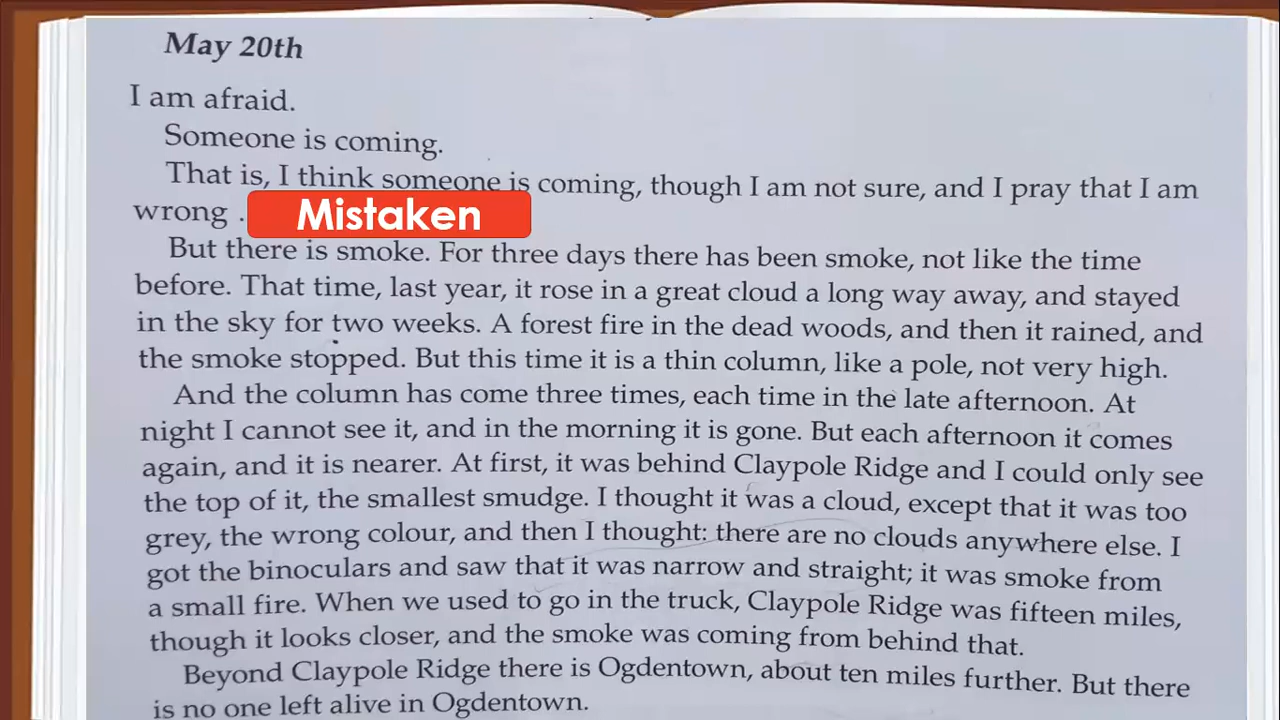 May 20th
I am afraid.
Someone is coming.
That is, I think someone is coming, though I am not sure, and I pray that I am
wrong . Mistaken
But there is smoke. For three days there has been smoke, not like the time
before. That time, last year, it rose in a great cloud a long way away, and stayed
in the sky for two weeks. A forest fire in the dead woods, and then it rained, and
the smoke stopped. But this time it is a thin column, like a pole, not very high.
And the column has come three times, each time in the late afternoon. At
night I cannot see it, and in the morning it is gone. But each afternoon it comes
again, and it is nearer. At first, it was behind Claypole Ridge and I could only see
the top of it, the smallest smudge. I thought it was a cloud, except that it was too
grey, the wrong colour, and then I thought: there are no clouds anywhere else. I
got the binoculars and saw that it was narrow and straight; it was smoke from
a small fire. When we used to go in the truck, Claypole Ridge was fifteen miles,
though it looks closer, and the smoke was coming from behind that.
Beyond Claypole Ridge there is Ogdentown, about ten miles further. But there
is no one left alive in Ogdentown.